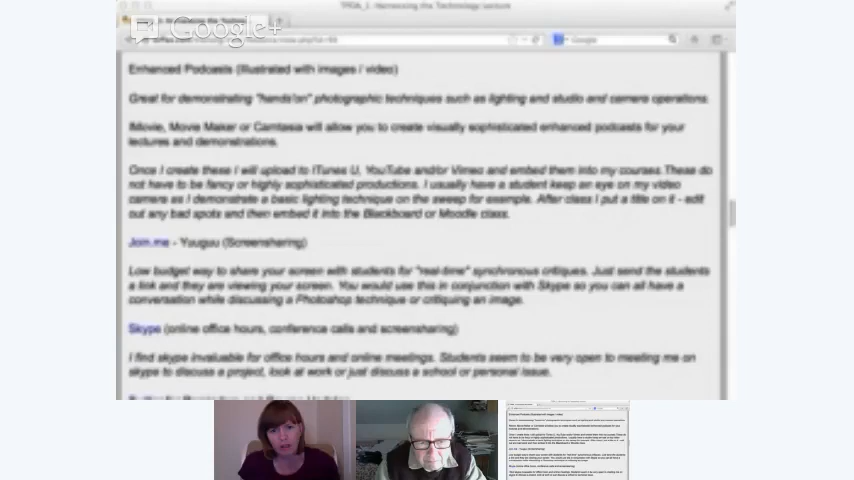 TPDA_1: Harnessing the Technology Lecture
Google+
Google
Enhanced Podcasts (Illustrated with images / video)
Great for demonstrating "hands'on" photographic techniques such as lighting and studio and camera operations.
iMovie, Movie Maker or Camtasia will allow you to create visually sophisticated enhanced podcasts for your
lectures and demonstrations.
Once I create these I will upload to iTunes U, YouTube and/or Vimeo and embed them into my courses.These do
not have to be fancy or highly sophisticated productions. I usually have a student keep an eye on my video
camera as I demonstrate a basic lighting technique on the sweep for example. After class I put a title on it - edit
out any bad spots and then embed it into the Blackboard or Moodle class.
Join.me - Yuuguu (Screensharing)
Low budget way to share your screen with students for "real-time" synchronous critiques. Just send the students
a link and they are viewing your screen. You would use this in conjunction with Skype so you can all have a
conversation while discussing a Photoshop technique or critiquing an image.
Skype (online office hours, conference calls and screensharing)
I find skype invaluable for office hours and online meetings. Students seem to be very open to meeting me on
skype to discuss a project, look at work or just discuss a school or personal issue.